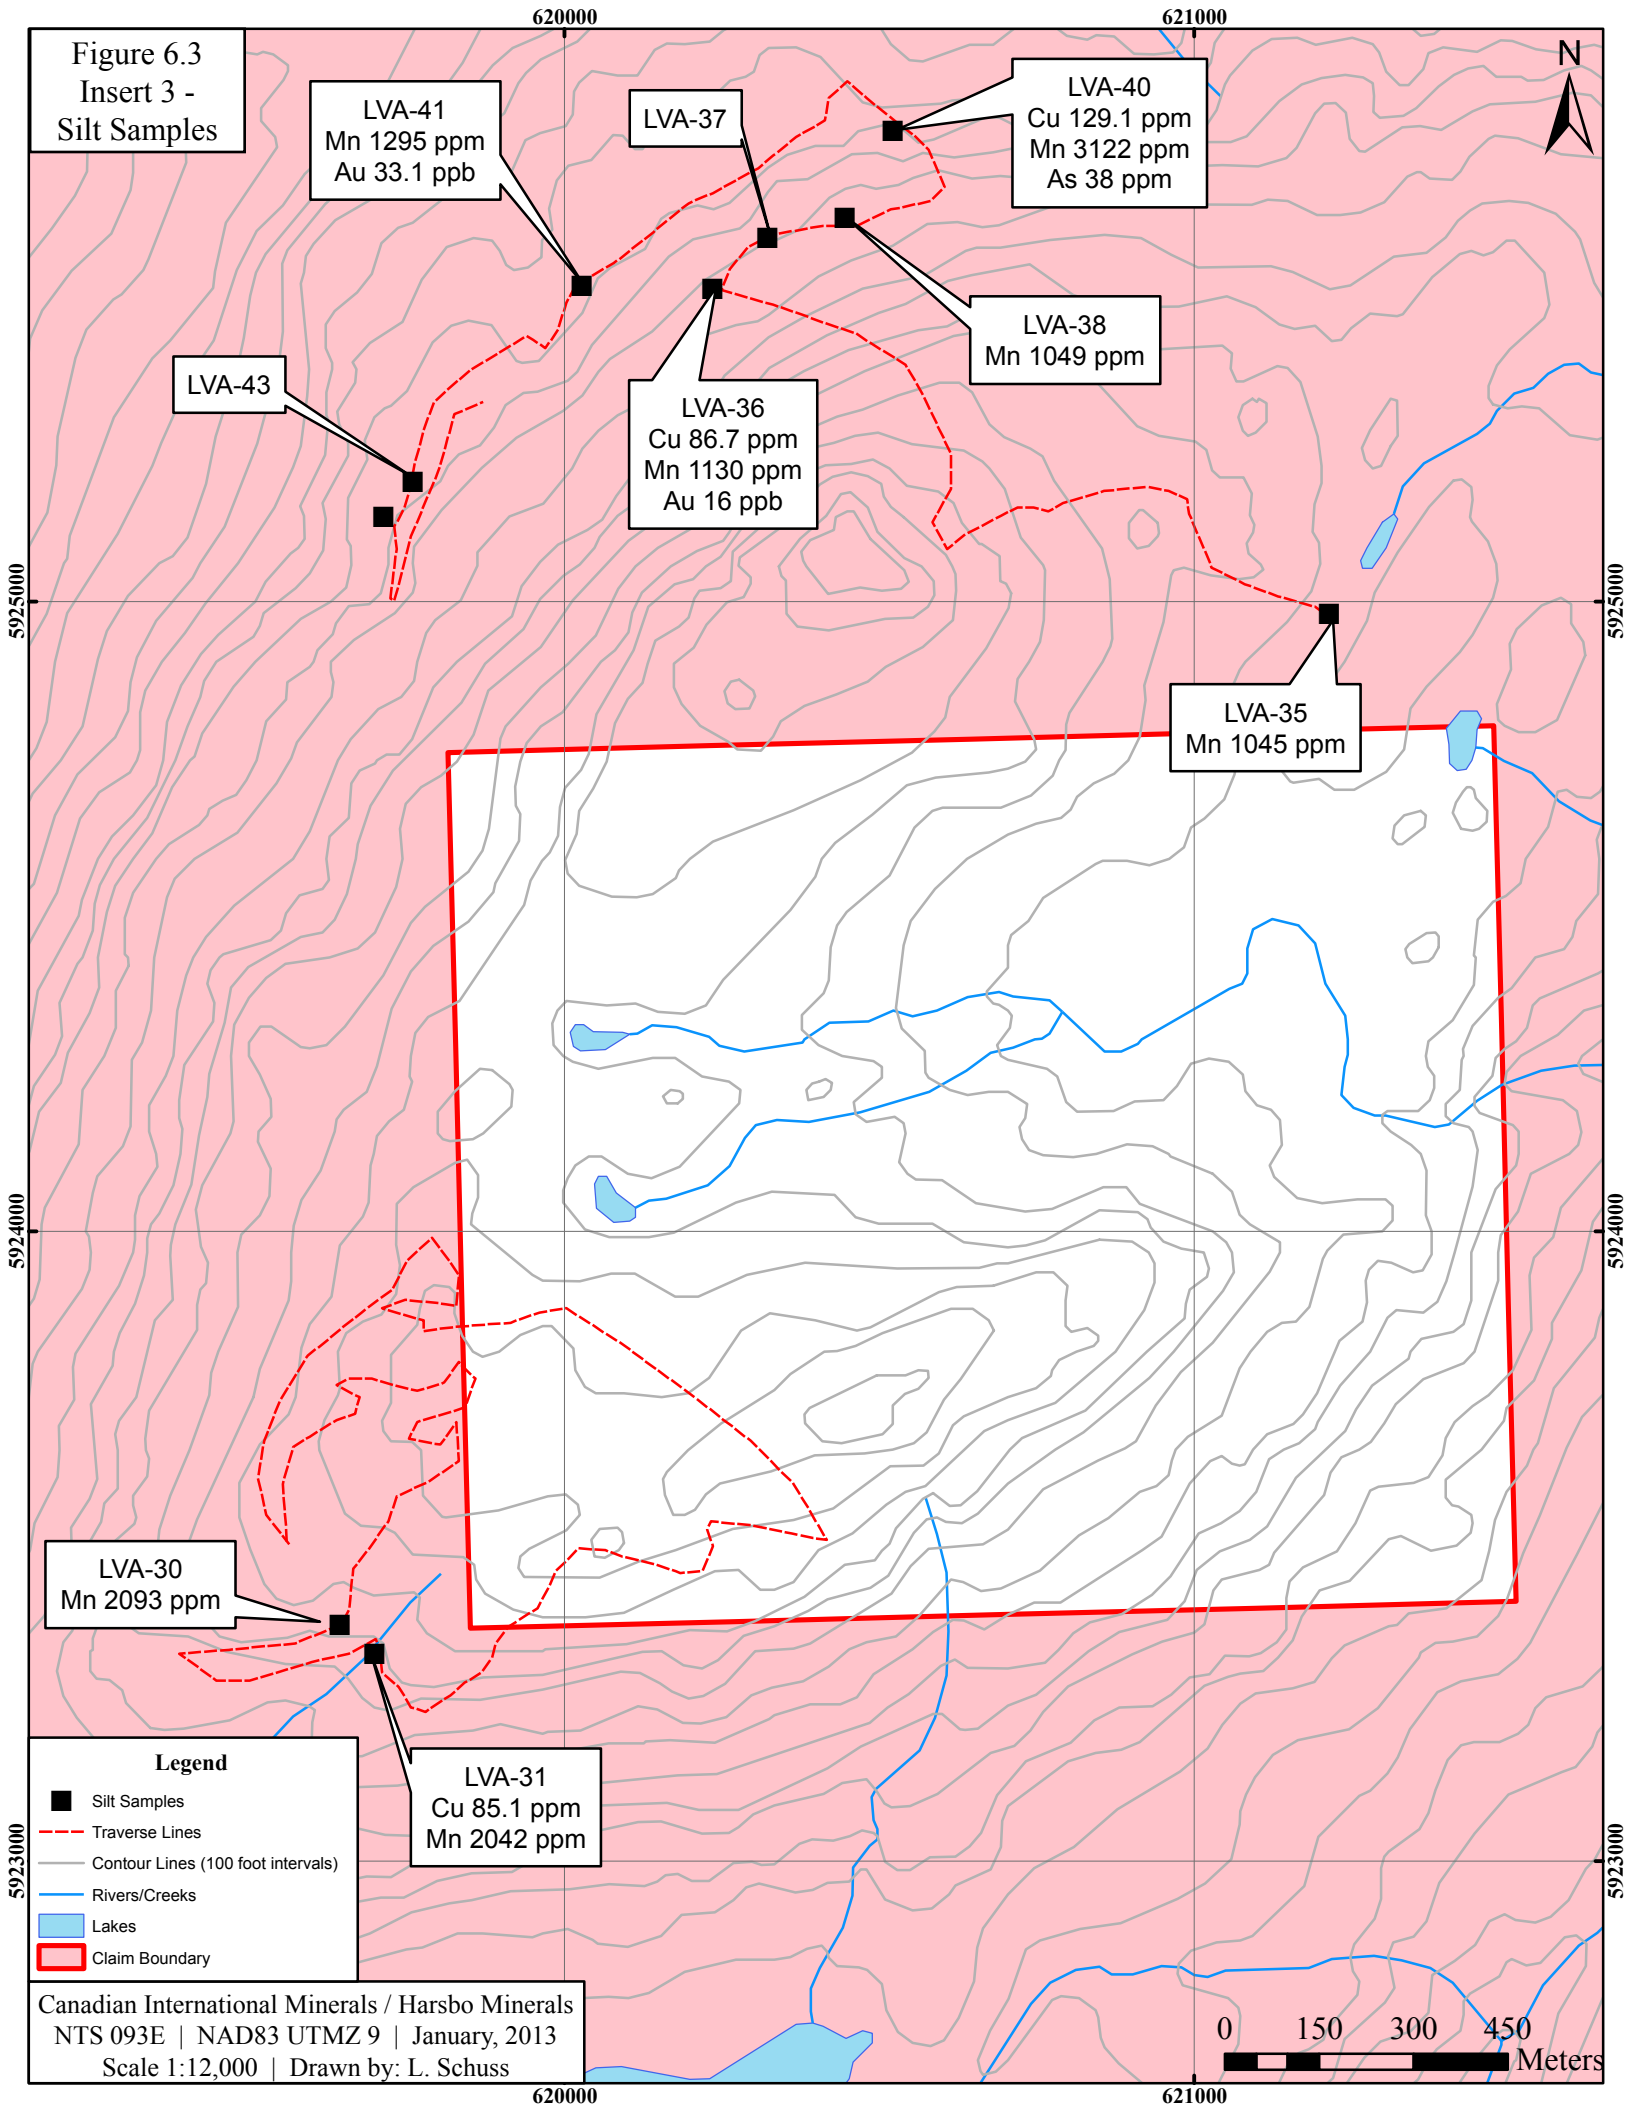 620000
621000
Figure 6.3
Insert 3 -
Silt Samples
N
LVA-41
Mn 1295 ppm
Au 33.1 ppb
LVA-37
LVA-40
Cu 129.1 ppm
Mn 3122 ppm
As 38 ppm
LVA-38
Mn 1049 ppm
LVA-43
LVA-36
Cu 86.7 ppm
Mn 1130 ppm
Au 16 ppb
5925000
5925000
LVA-35
Mn 1045 ppm
5924000
5924000
LVA-30
Mn 2093 ppm
LVA-31
Cu 85.1 ppm
Mn 2042 ppm
5923000
5923000
Legend
Silt Samples
Traverse Lines
Contour Lines (100 foot intervals)
Rivers/Creeks
Lakes
Claim Boundary
Canadian International Minerals / Harsbo Minerals
NTS 093E | NAD83 UTMZ 9 | January, 2013
Scale 1:12,000 | Drawn by: L. Schuss
0 150 300 450
Meters
620000
621000